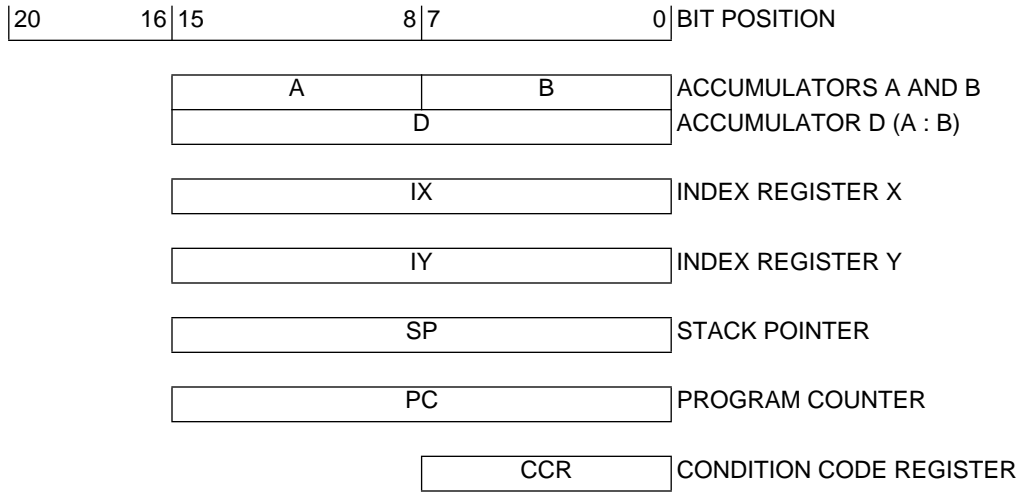 20 16 15 8 7 0 BIT POSITION
A B ACCUMULATORS A AND B
D ACCUMULATOR D (A : B)
IX INDEX REGISTER X
IY INDEX REGISTER Y
SP STACK POINTER
PC PROGRAM COUNTER
CCR CONDITION CODE REGISTER